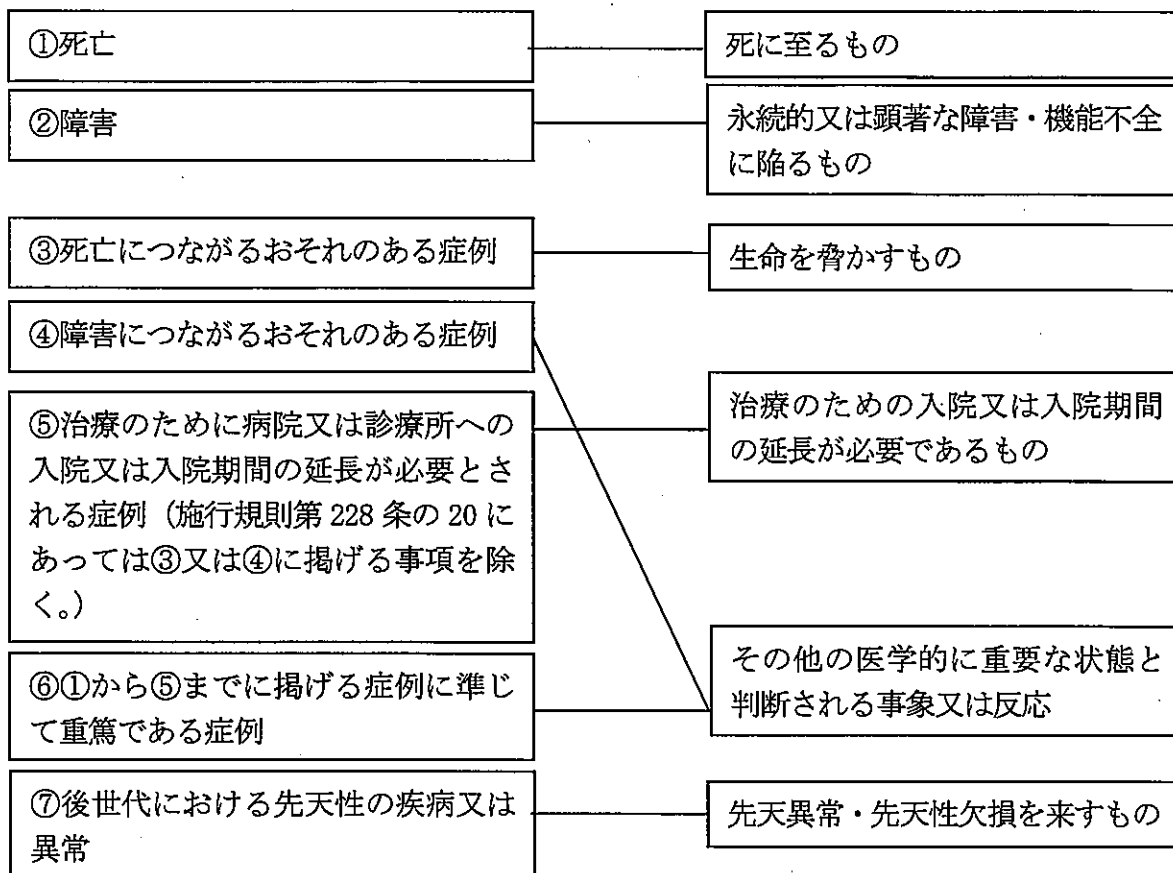 ①死亡
死に至るもの
②障害
永続的又は顕著な障害・機能不全
に陥るもの
③死亡につながるおそれのある症例
生命を脅かすもの
④障害につながるおそれのある症例
⑤治療のために病院又は診療所への
入院又は入院期間の延長が必要とさ
れる症例（施行規則第 228 条の 20 に
あっては③又は④に掲げる事項を除
く。）
治療のための入院又は入院期間
の延長が必要であるもの
⑥①から⑤までに掲げる症例に準じ
て重篤である症例
その他の医学的に重要な状態と
判断される事象又は反応
⑦後世代における先天性の疾病又は
異常
先天異常・先天性欠損を来すもの